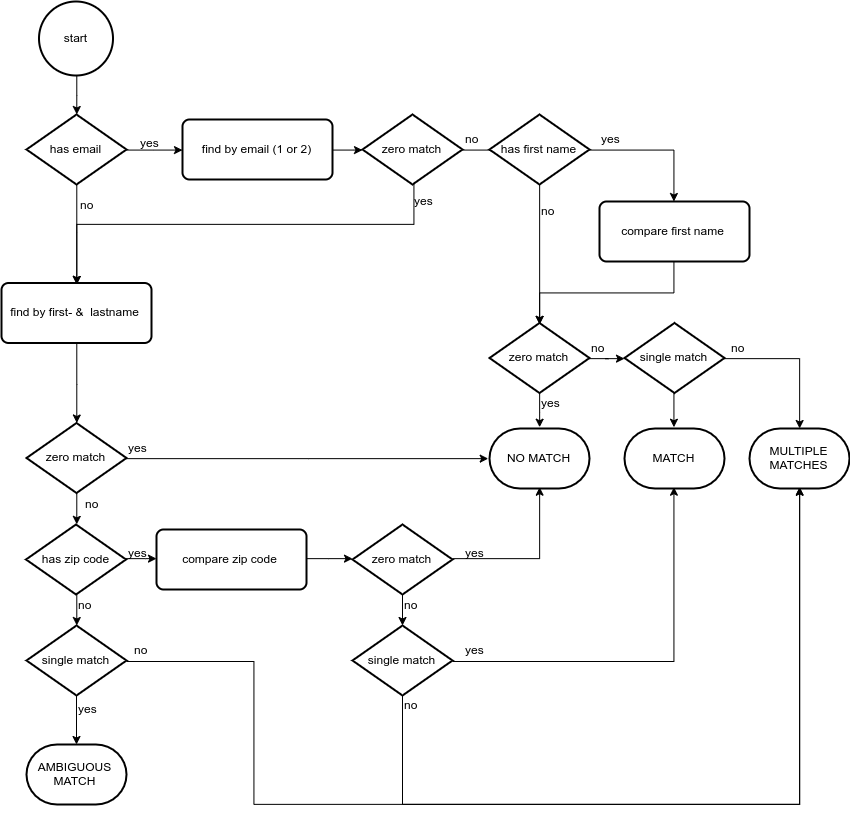 start
has email
yes
find by email (1 or 2)
zero match
no
has first name
yes
no
yes
no
compare first name
find by first- & lastname
zero match
no
single match
no
yes
zero match
yes
NO MATCH
MATCH
MULTIPLE
MATCHES
no
has zip code
yes
compare zip code
zero match
yes
no
no
single match
no
single match
yes
yes
no
AMBIGUOUS
MATCH